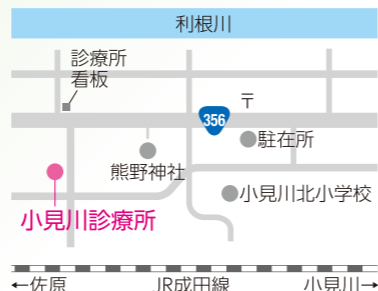 利根川
診療所
看板
〒
356
駐在所
熊野神社
小見川北小学校
小見川診療所
←佐原
JR成田線
小見川→